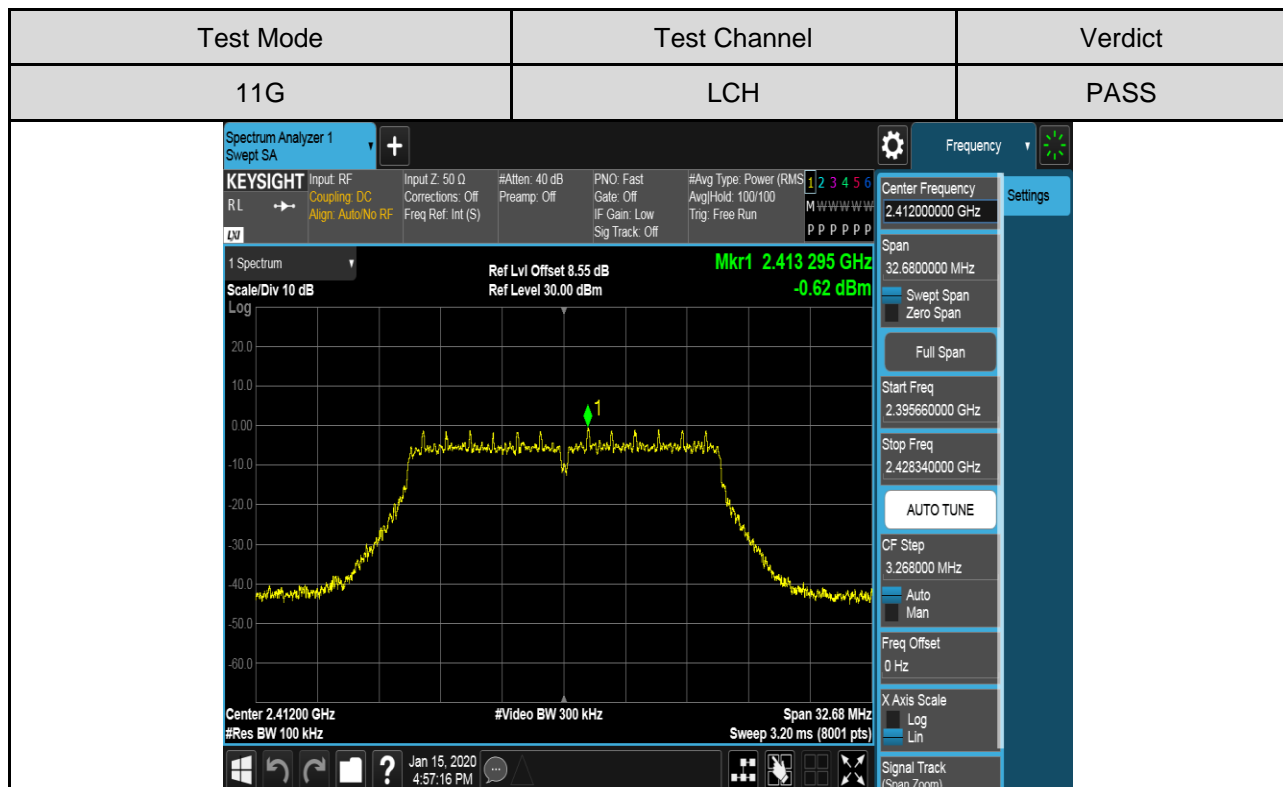 Test Mode Test Channel Verdict
11G LCH PASS
Spectrum Analyzer 1
Swept SA
+
Frequency
KEYSIGHT
RL
LXI
Input: RF
Coupling: DC
Align: Auto/No RF
Input Z: 50 Ω
Corrections: Off
Freq Ref: Int (S)
#Atten: 40 dB
Preamp: Off
PNO: Fast
Gate: Off
IF Gain: Low
Sig Track: Off
#Avg Type: Power (RMS
Avg|Hold: 100/100
Trig: Free Run
1 2 3 4 5 6
M W W W W W
P P P P P P
Settings
1 Spectrum
Scale/Div 10 dB
Ref Lvl Offset 8.55 dB
Ref Level 30.00 dBm
Mkr1 2.413 295 GHz
-0.62 dBm
Log
20.0
10.0
0.00
-10.0
-20.0
-30.0
-40.0
-50.0
-60.0
1
Center 2.41200 GHz
#Res BW 100 kHz
#Video BW 300 kHz
Span 32.68 MHz
Sweep 3.20 ms (8001 pts)
Center Frequency
2.412000000 GHz
Span
32.6800000 MHz
Swept Span
Zero Span
Full Span
Start Freq
2.395660000 GHz
Stop Freq
2.428340000 GHz
AUTO TUNE
CF Step
3.268000 MHz
Auto
Man
Freq Offset
0 Hz
X Axis Scale
Log
Lin
Signal Track
(Span Zoom)
?
Jan 15, 2020
4:57:16 PM